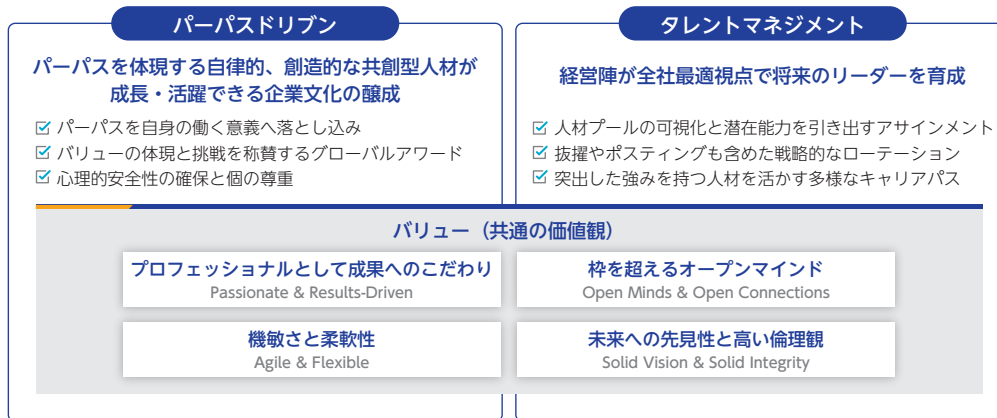 パーパスドリブン
パーパスを体現する自律的、創造的な共創型人材が
成長・活躍できる企業文化の醸成
パーパスを自身の働く意義へ落とし込み
バリューの体現と挑戦を称賛するグローバルアワード
心理的安全性の確保と個の尊重
タレントマネジメント
経営陣が全社最適視点で将来のリーダーを育成
人材プールの可視化と潜在能力を引き出すアサインメント
抜擢やポスティングも含めた戦略的なローテーション
突出した強みを持つ人材を活かす多様なキャリアパス
バリュー（共通の価値観）
プロフェッショナルとして成果へのこだわり
Passionate & Results-Driven
枠を超えるオープンマインド
Open Minds & Open Connections
機敏さと柔軟性
Agile & Flexible
未来への先見性と高い倫理観
Solid Vision & Solid Integrity